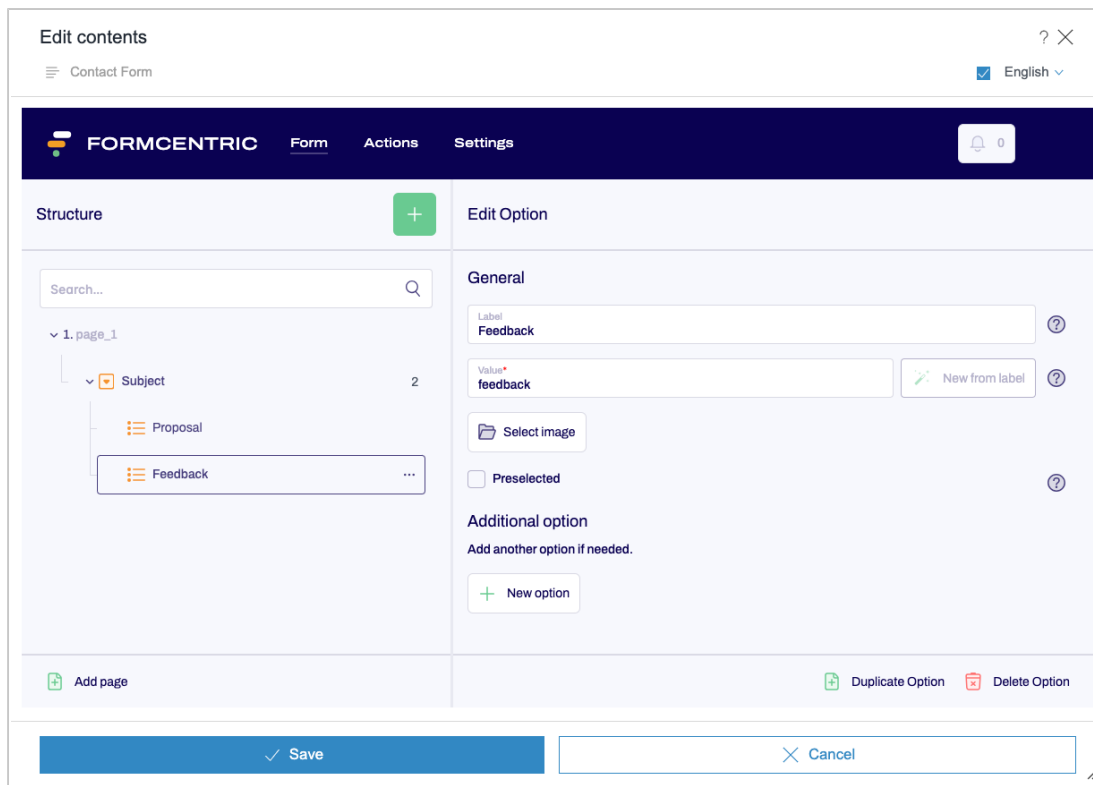 Edit contents
?
Contact Form
English
FORMCENTRIC Form Actions Settings
0
Structure
+
Edit Option
Search...
General
Label
Feedback
?
1. page_1
Value*
feedback
New from label
?
Subject 2
Select image
Proposal
Feedback ...
Preselected
?
Additional option
Add another option if needed.
+ New option
Add page
Duplicate Option
Delete Option
Save
Cancel